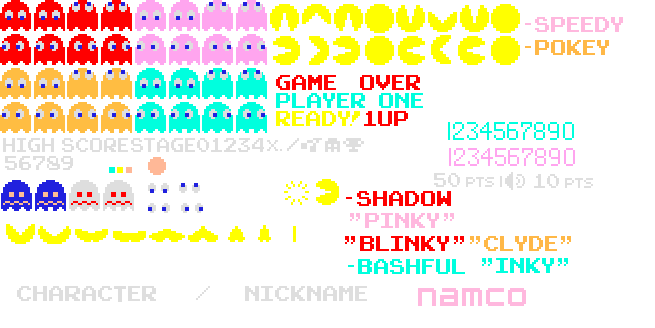 -SPEEDY
-POKEY
GAME OVER
PLAYER ONE
READY! 1UP
1234567890
HIGH SCORESTAGE01234X./-
1234567890
56789
50 PTS 10 PTS
-SHADOW
"PINKY"
"BLINKY" "CLYDE"
-BASHFUL "INKY"
CHARACTER / NICKNAME
namco